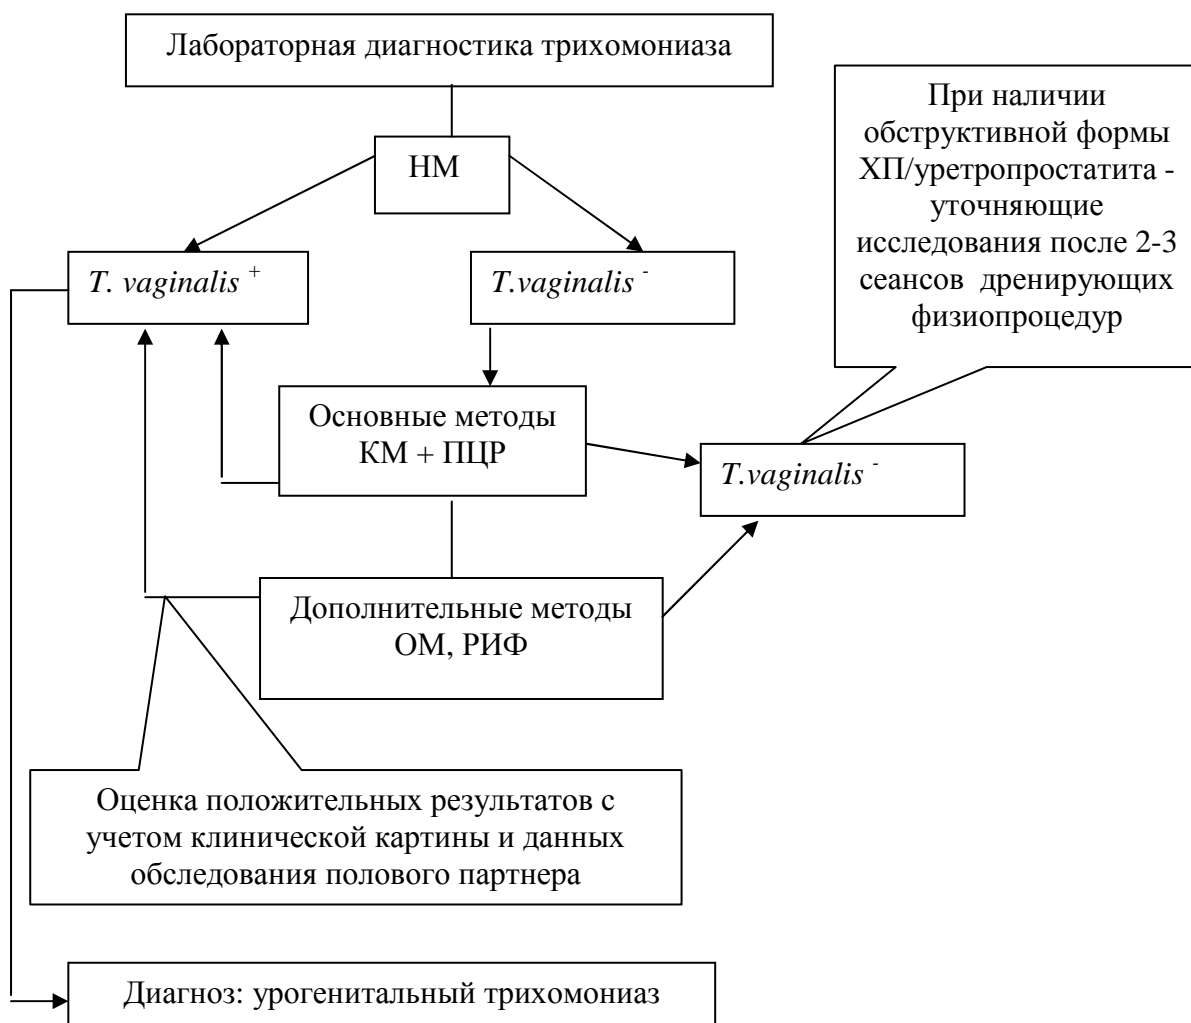 Лабораторная диагностика трихомониаза
При наличии
обструктивной формы
ХП/уретропростатита -
уточняющие
исследования после 2-3
сеансов дренирующих
физиопроцедур
НМ
T. vaginalis +
T.vaginalis -
Основные методы
КМ + ПЦР
T.vaginalis -
Дополнительные методы
ОМ, РИФ
Оценка положительных результатов с
учетом клинической картины и данных
обследования полового партнера
Диагноз: урогенитальный трихомониаз